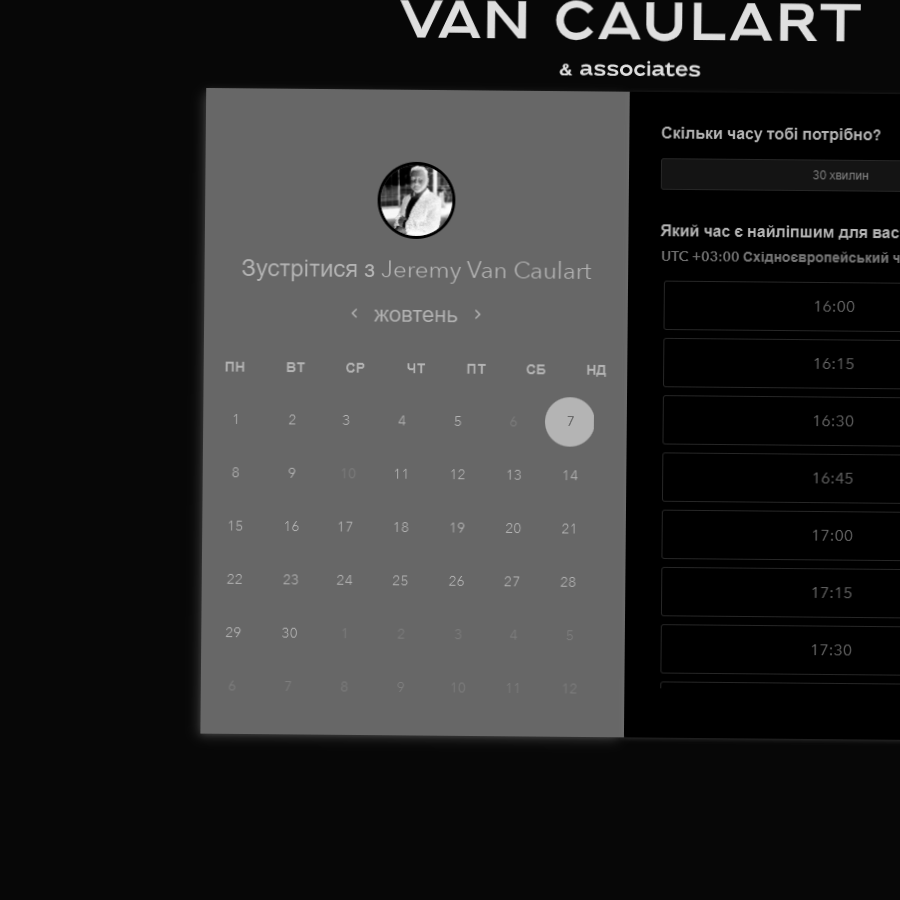 VAN CAULART
& associates
Зустрітися з Jeremy Van Caulart
‹ жовтень ›
ПН ВТ СР ЧТ ПТ СБ НД
1 2 3 4 5 6 7
8 9 10 11 12 13 14
15 16 17 18 19 20 21
22 23 24 25 26 27 28
29 30 1 2 3 4 5
6 7 8 9 10 11 12
Скільки часу тобі потрібно?
30 хвилин
Який час є найліпшим для вас
UTC +03:00 Східноєвропейський ч
16:00
16:15
16:30
16:45
17:00
17:15
17:30